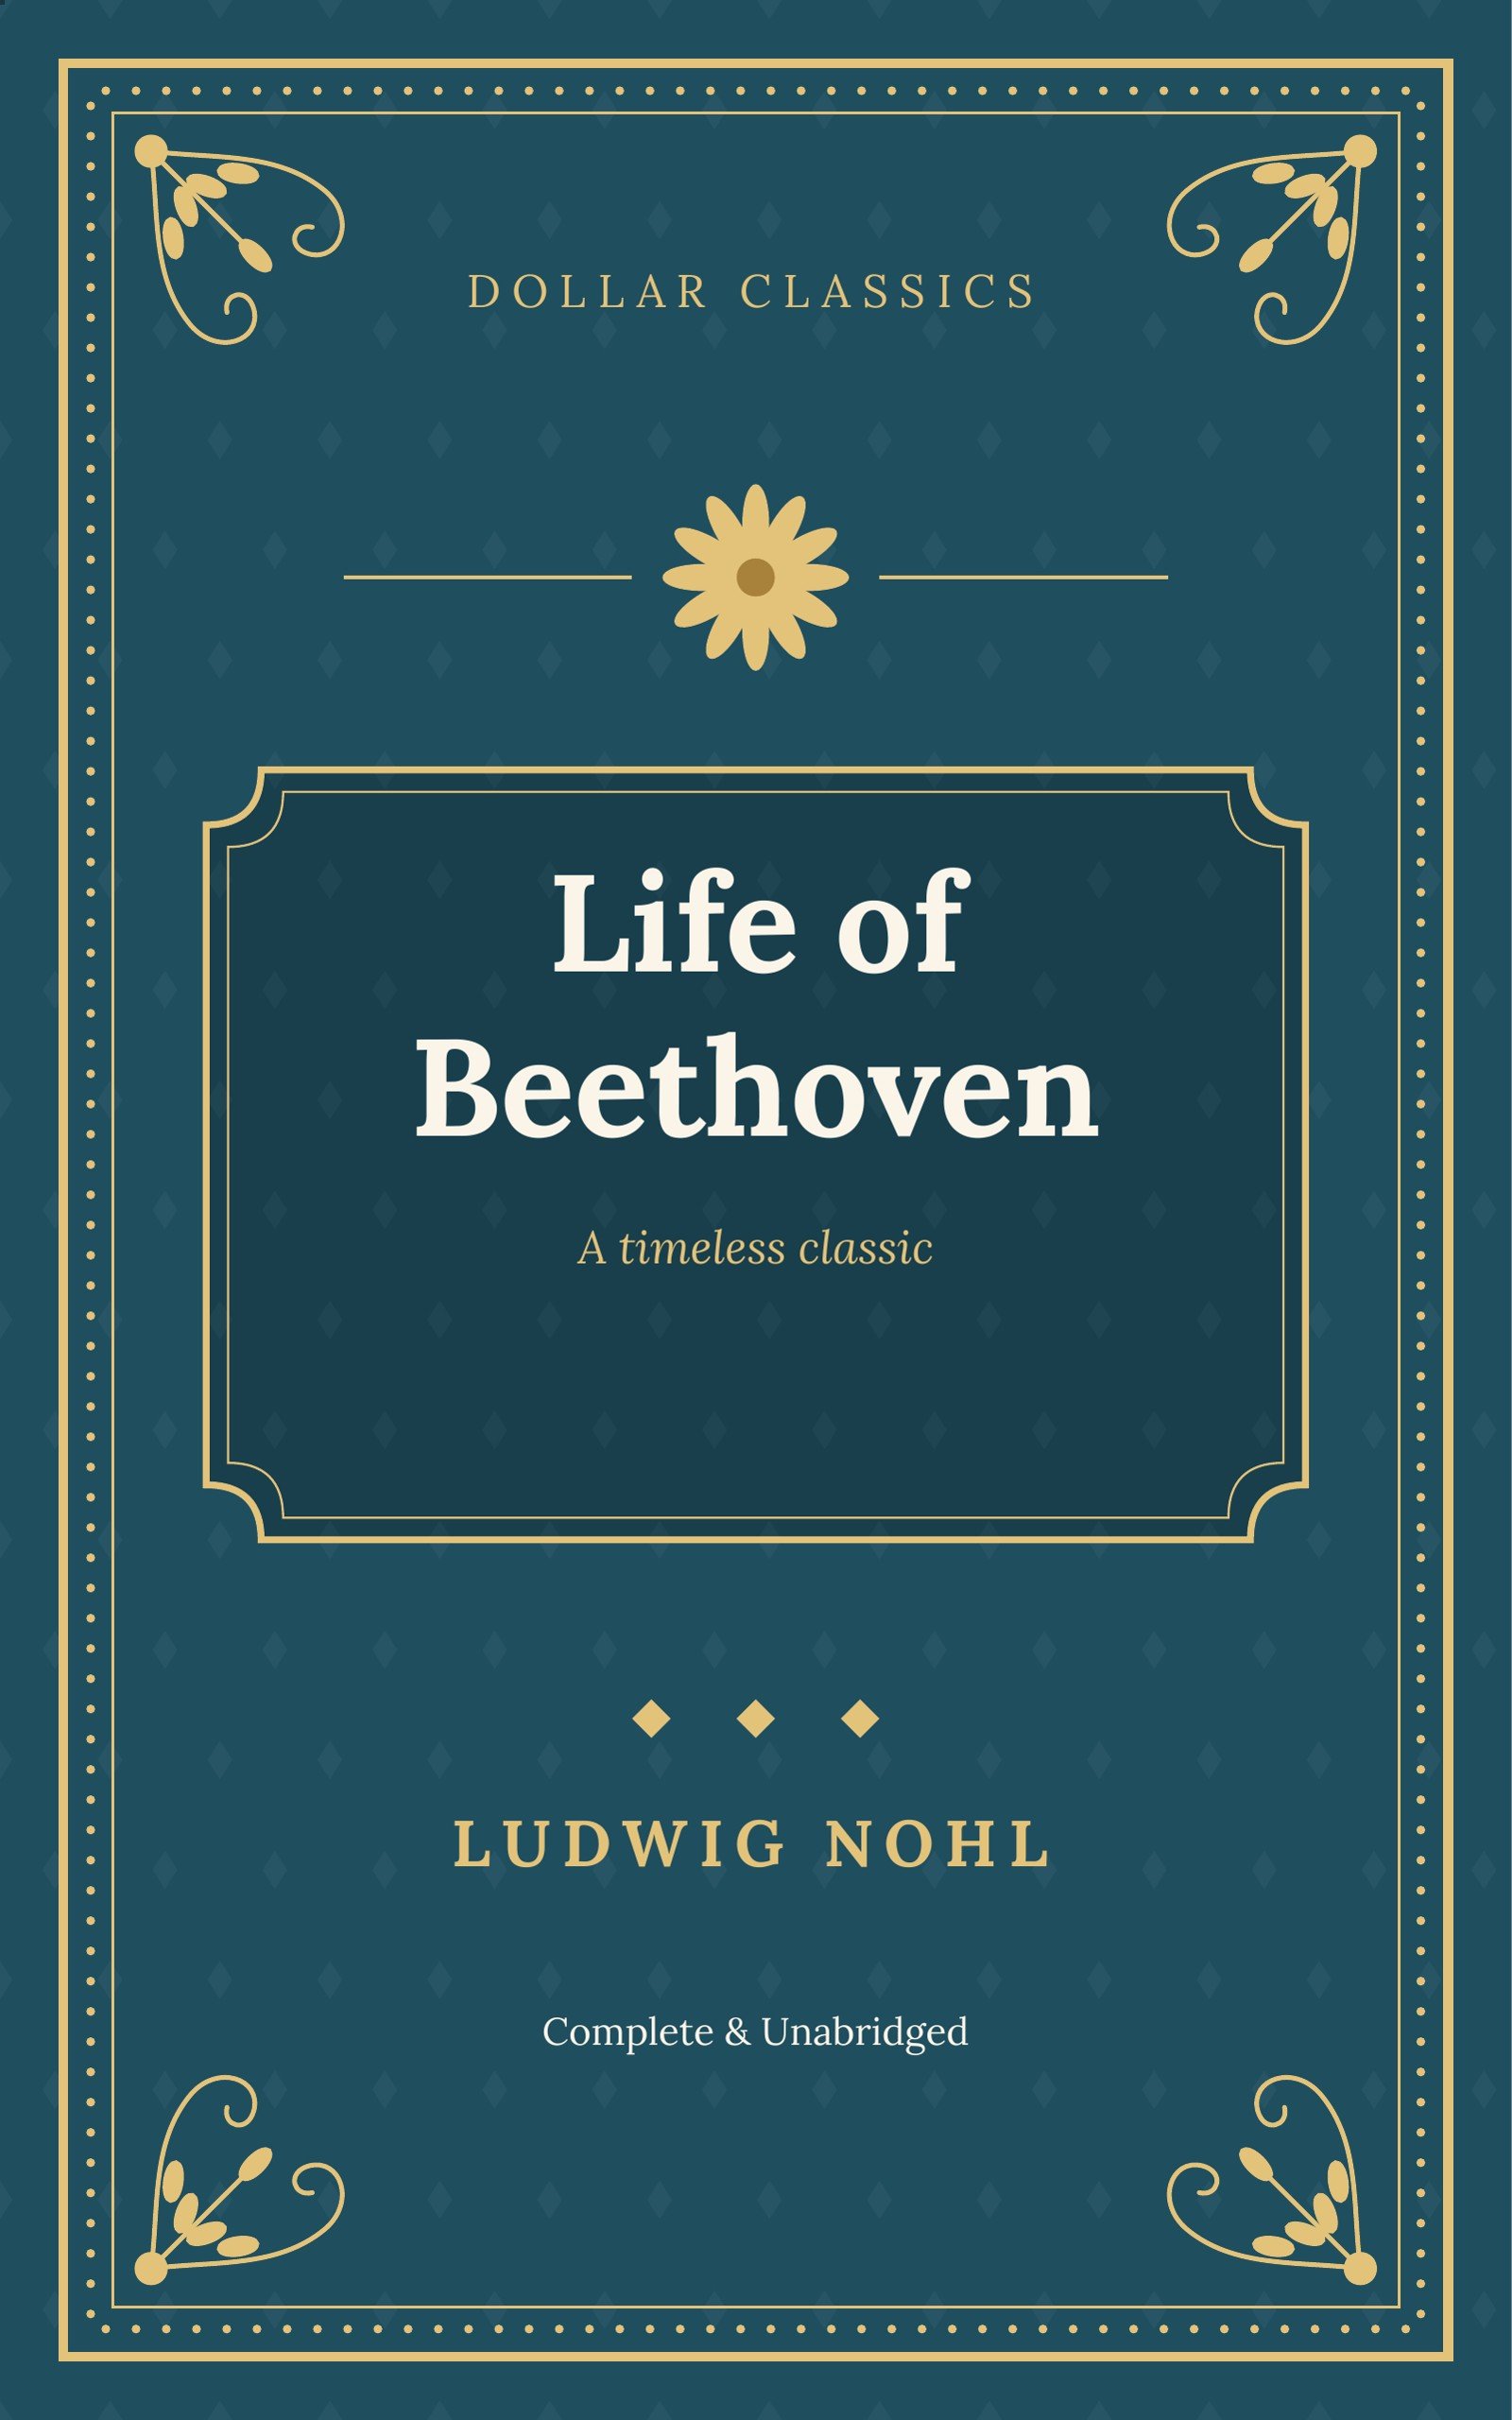 DOLLAR CLASSICS
Life of
Beethoven
A timeless classic
LUDWIG NOHL
Complete & Unabridged